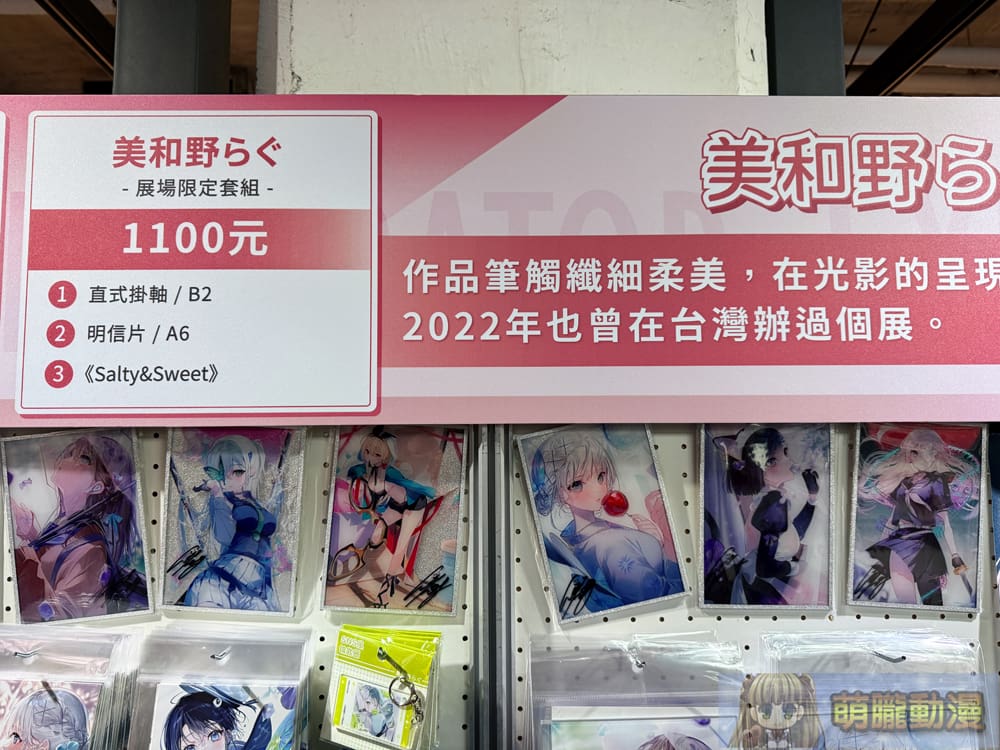 美和野らぐ
- 展場限定套組 -
1100元
1 直式掛軸 / B2
2 明信片 / A6
3 《Salty&Sweet》
美和野ら
作品筆觸纖細柔美，在光影的呈現
2022年也曾在台灣辦過個展。
萌朧動漫